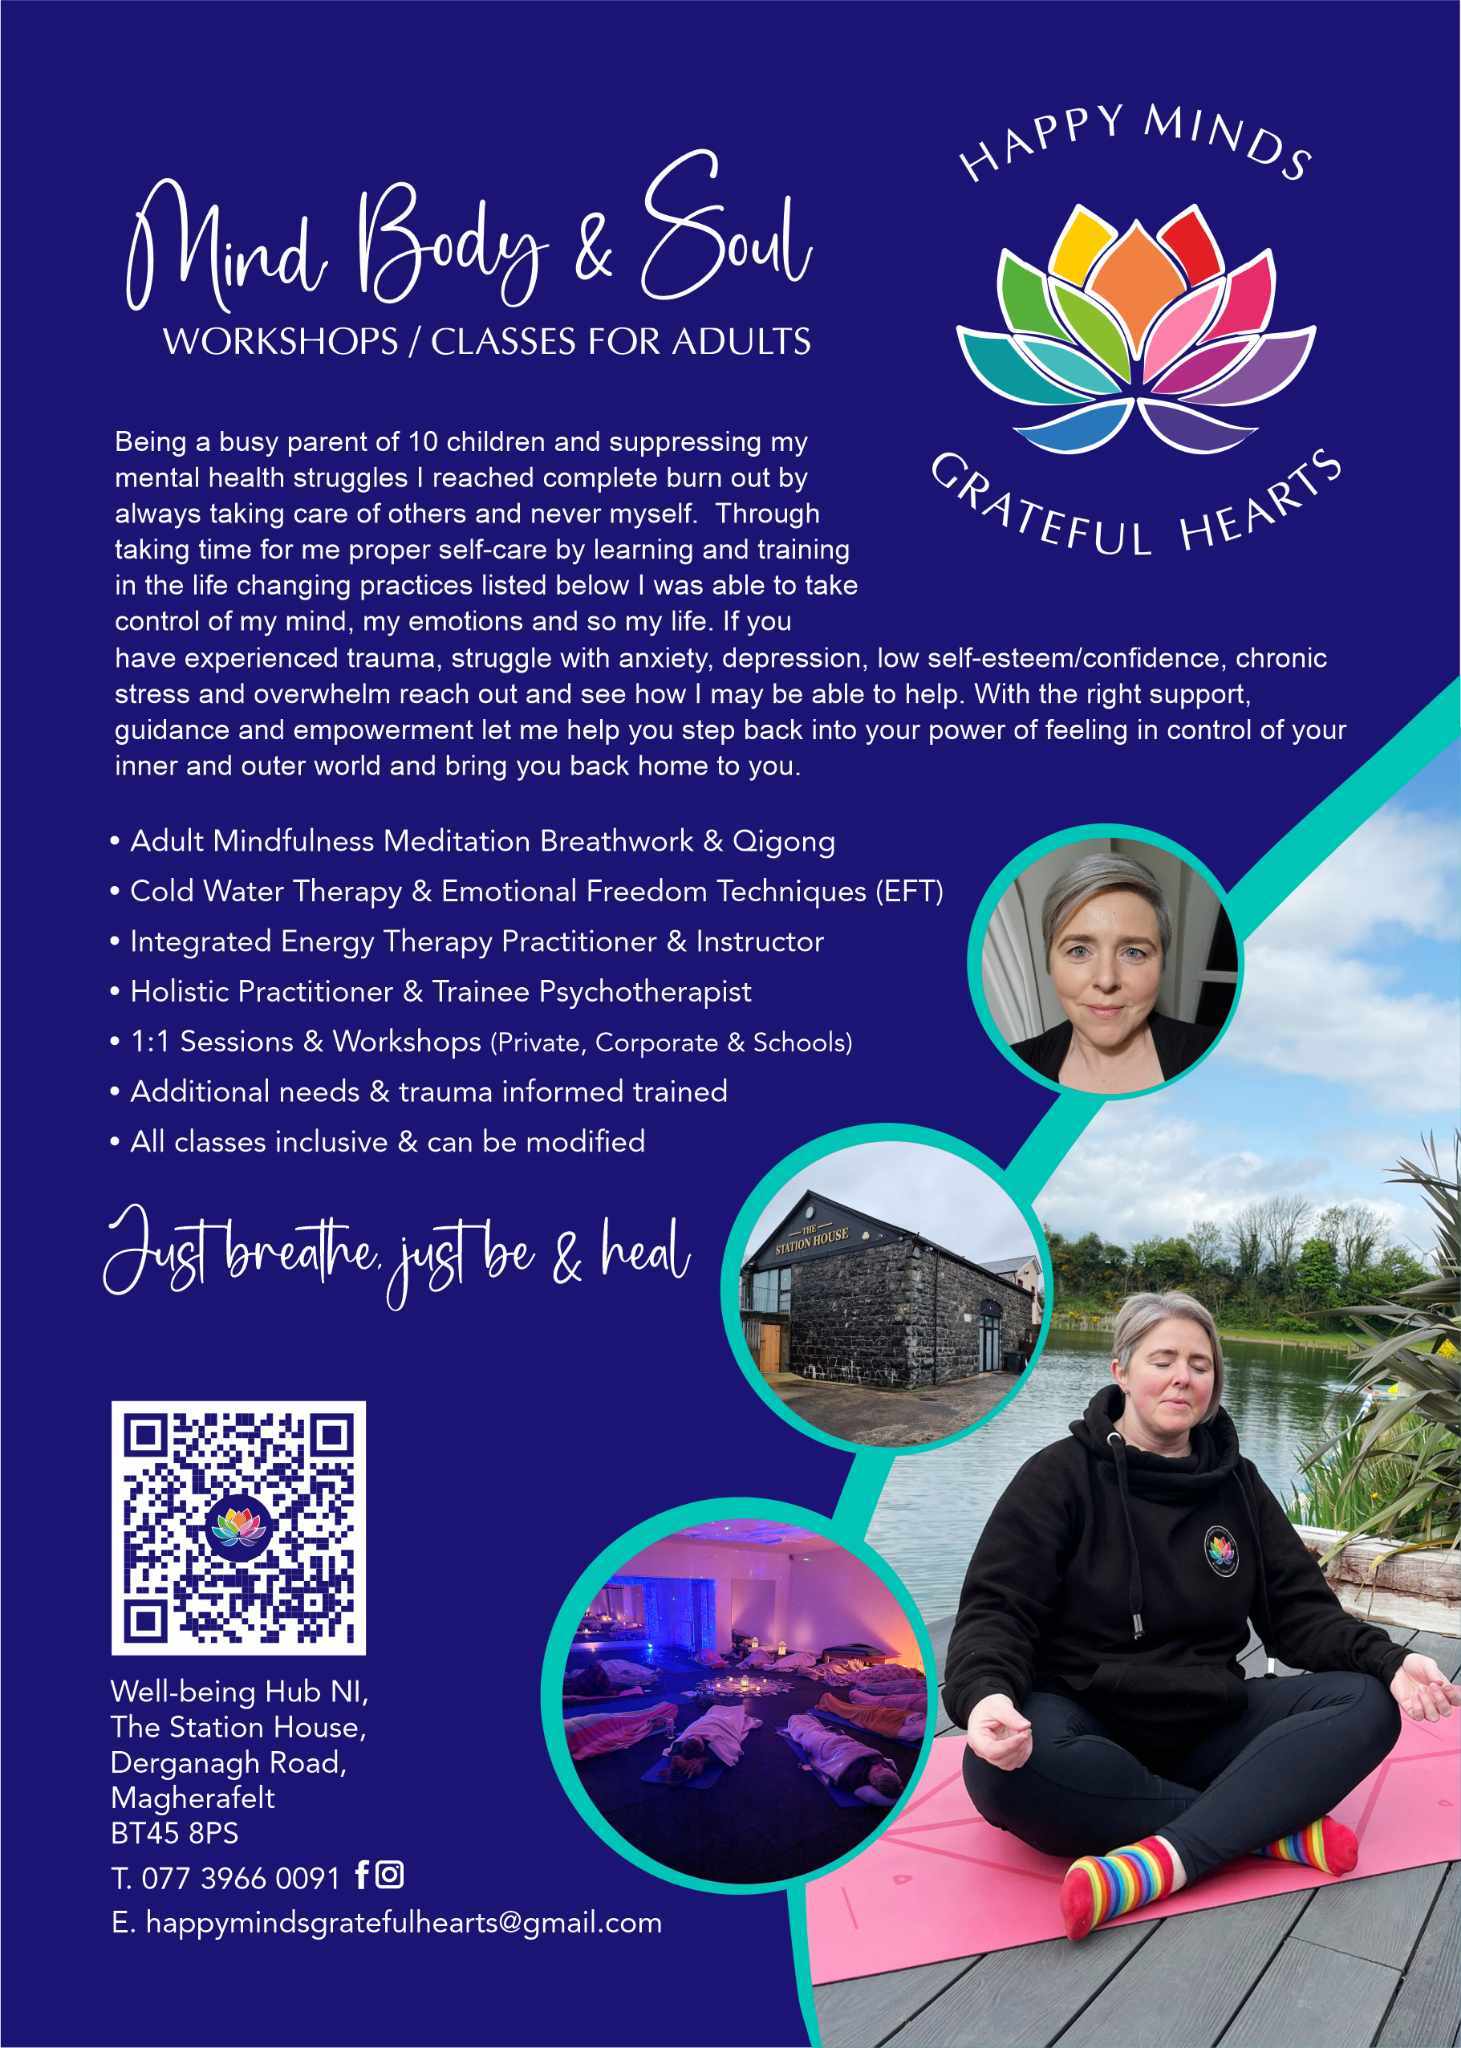 HAPPY MINDS
GRATEFUL HEARTS
Mind, Body & Soul
WORKSHOPS / CLASSES FOR ADULTS
Being a busy parent of 10 children and suppressing my
mental health struggles I reached complete burn out by
always taking care of others and never myself.  Through
taking time for me proper self-care by learning and training
in the life changing practices listed below I was able to take
control of my mind, my emotions and so my life. If you
have experienced trauma, struggle with anxiety, depression, low self-esteem/confidence, chronic
stress and overwhelm reach out and see how I may be able to help. With the right support,
guidance and empowerment let me help you step back into your power of feeling in control of your
inner and outer world and bring you back home to you.
• Adult Mindfulness Meditation Breathwork & Qigong
• Cold Water Therapy & Emotional Freedom Techniques (EFT)
• Integrated Energy Therapy Practitioner & Instructor
• Holistic Practitioner & Trainee Psychotherapist
• 1:1 Sessions & Workshops (Private, Corporate & Schools)
• Additional needs & trauma informed trained
• All classes inclusive & can be modified
Just breathe, just be & heal
THE
STATION HOUSE
Well-being Hub NI,
The Station House,
Derganagh Road,
Magherafelt
BT45 8PS
T. 077 3966 0091
E. happymindsgratefulhearts@gmail.com